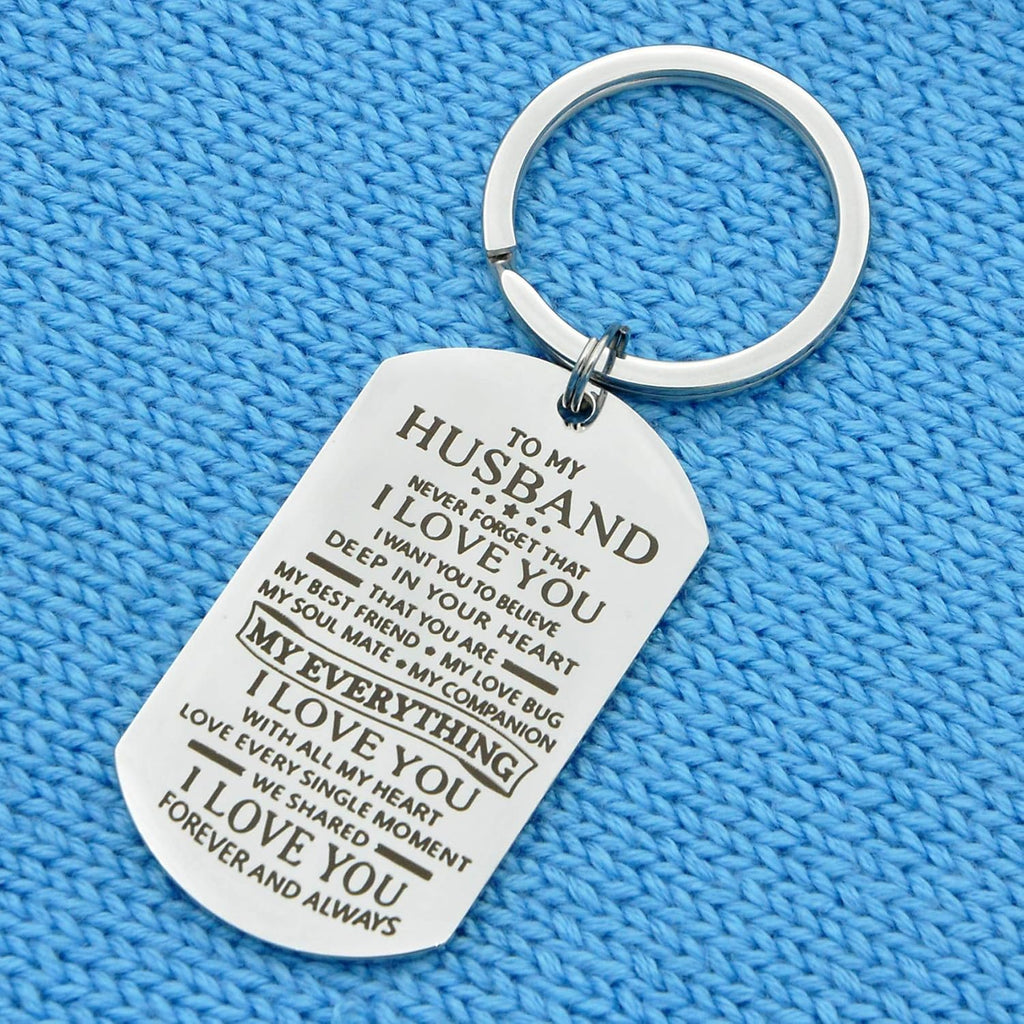 TO MY
HUSBAND
NEVER FORGET THAT
I LOVE YOU
I WANT YOU TO BELIEVE
DEEP IN YOUR HEART
THAT YOU ARE
MY BEST FRIEND • MY LOVE BUG
MY SOUL MATE • MY COMPANION
MY EVERYTHING
I LOVE YOU
WITH ALL MY HEART
LOVE EVERY SINGLE MOMENT
WE SHARED
I LOVE YOU
FOREVER AND ALWAYS